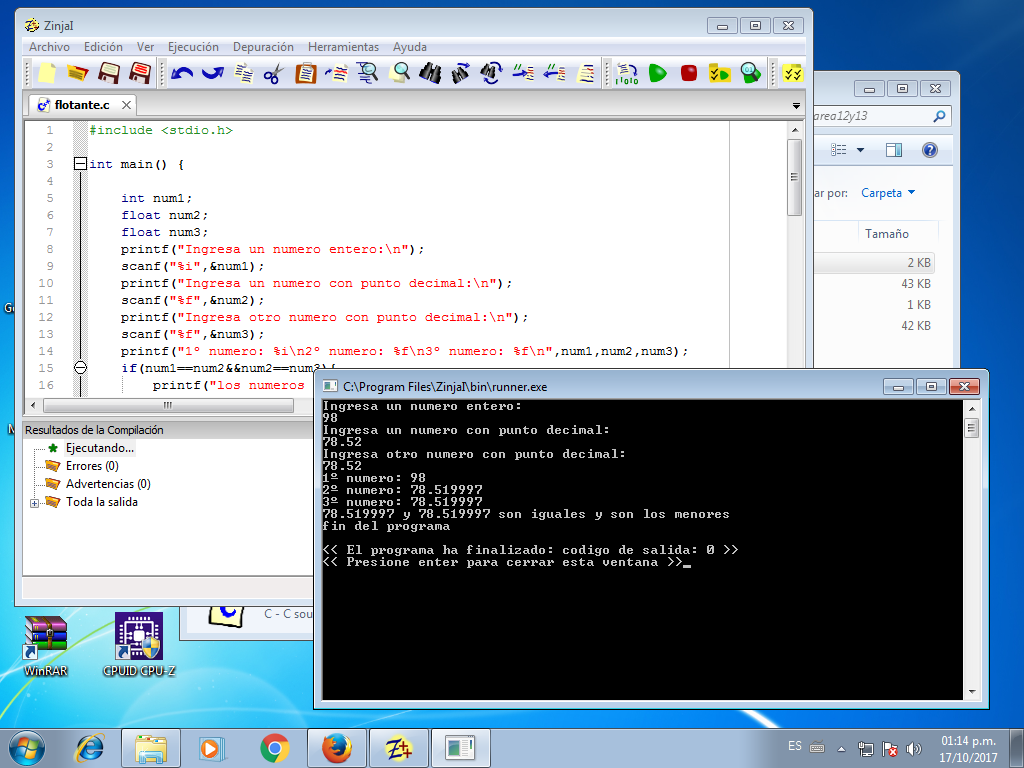 ZinjaI
Archivo Edición Ver Ejecución Depuración Herramientas Ayuda
flotante.c
1 #include <stdio.h>
2
3 int main() {
4
5 int num1;
6 float num2;
7 float num3;
8 printf("Ingresa un numero entero:\n");
9 scanf("%i",&num1);
10 printf("Ingresa un numero con punto decimal:\n");
11 scanf("%f",&num2);
12 printf("Ingresa otro numero con punto decimal:\n");
13 scanf("%f",&num3);
14 printf("1º numero: %i\n2º numero: %f\n3º numero: %f\n",num1,num2,num3);
15 if(num1==num2&&num2==num3){
16 printf("los numeros
Resultados de la Compilación
Ejecutando...
Errores (0)
Advertencias (0)
Toda la salida
area12y13
ar por: Carpeta
Tamaño
2 KB
43 KB
1 KB
42 KB
C:\Program Files\ZinjaI\bin\runner.exe
Ingresa un numero entero:
98
Ingresa un numero con punto decimal:
78.52
Ingresa otro numero con punto decimal:
78.52
1º numero: 98
2º numero: 78.519997
3º numero: 78.519997
78.519997 y 78.519997 son iguales y son los menores
fin del programa
<< El programa ha finalizado: codigo de salida: 0 >>
<< Presione enter para cerrar esta ventana >>_
C - C sou
WinRAR
CPUID CPU-Z
ES
01:14 p.m.
17/10/2017